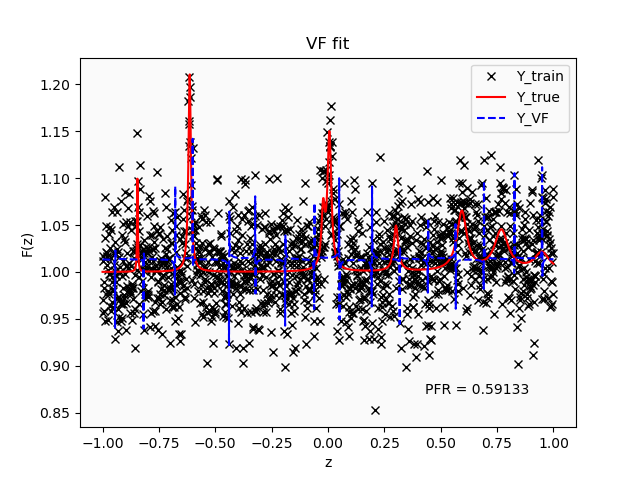 VF fit
Y_train
Y_true
Y_VF
1.20
1.15
1.10
1.05
1.00
0.95
0.90
0.85
F(z)
PFR = 0.59133
−1.00 −0.75 −0.50 −0.25 0.00 0.25 0.50 0.75 1.00
z